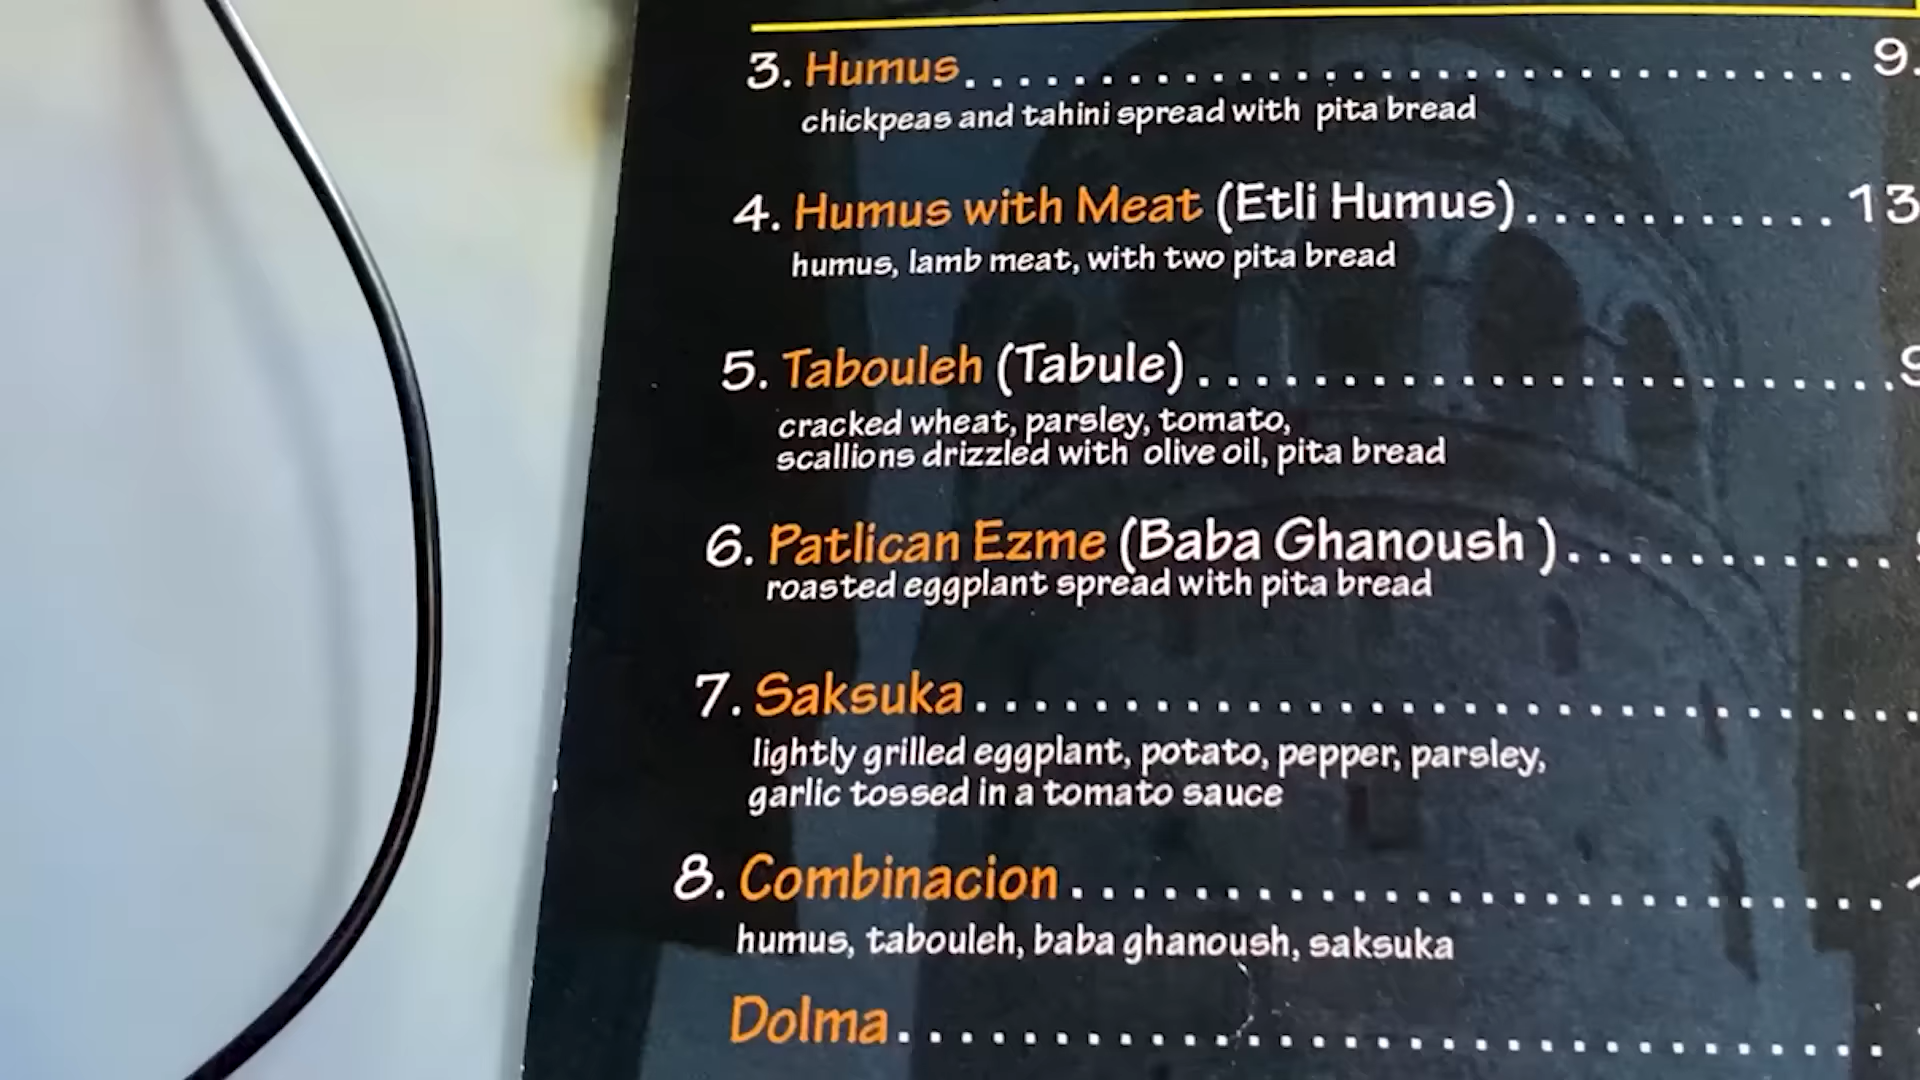 3. Humus. . . . . . . . . . . . . . . . . . . . . . . . . . . . . . . . . 9.
chickpeas and tahini spread with pita bread
4. Humus with Meat (Etli Humus). . . . . . . . . . . 13
humus, lamb meat, with two pita bread
5. Tabouleh (Tabule) . . . . . . . . . . . . . . . . . . . . . . . .
cracked wheat, parsley, tomato,
scallions drizzled with olive oil, pita bread
6. Patlican Ezme (Baba Ghanoush ). . . . . . . . . . . .
roasted eggplant spread with pita bread
7. Saksuka . . . . . . . . . . . . . . . . . . . . . . . . . . . . . . . .
lightly grilled eggplant, potato, pepper, parsley,
garlic tossed in a tomato sauce
8. Combinacion . . . . . . . . . . . . . . . . . . . . . . . . . .
humus, tabouleh, baba ghanoush, saksuka
Dolma. . . . . . . . . . . . . . . . . . . . . . . . . . . . . . . .